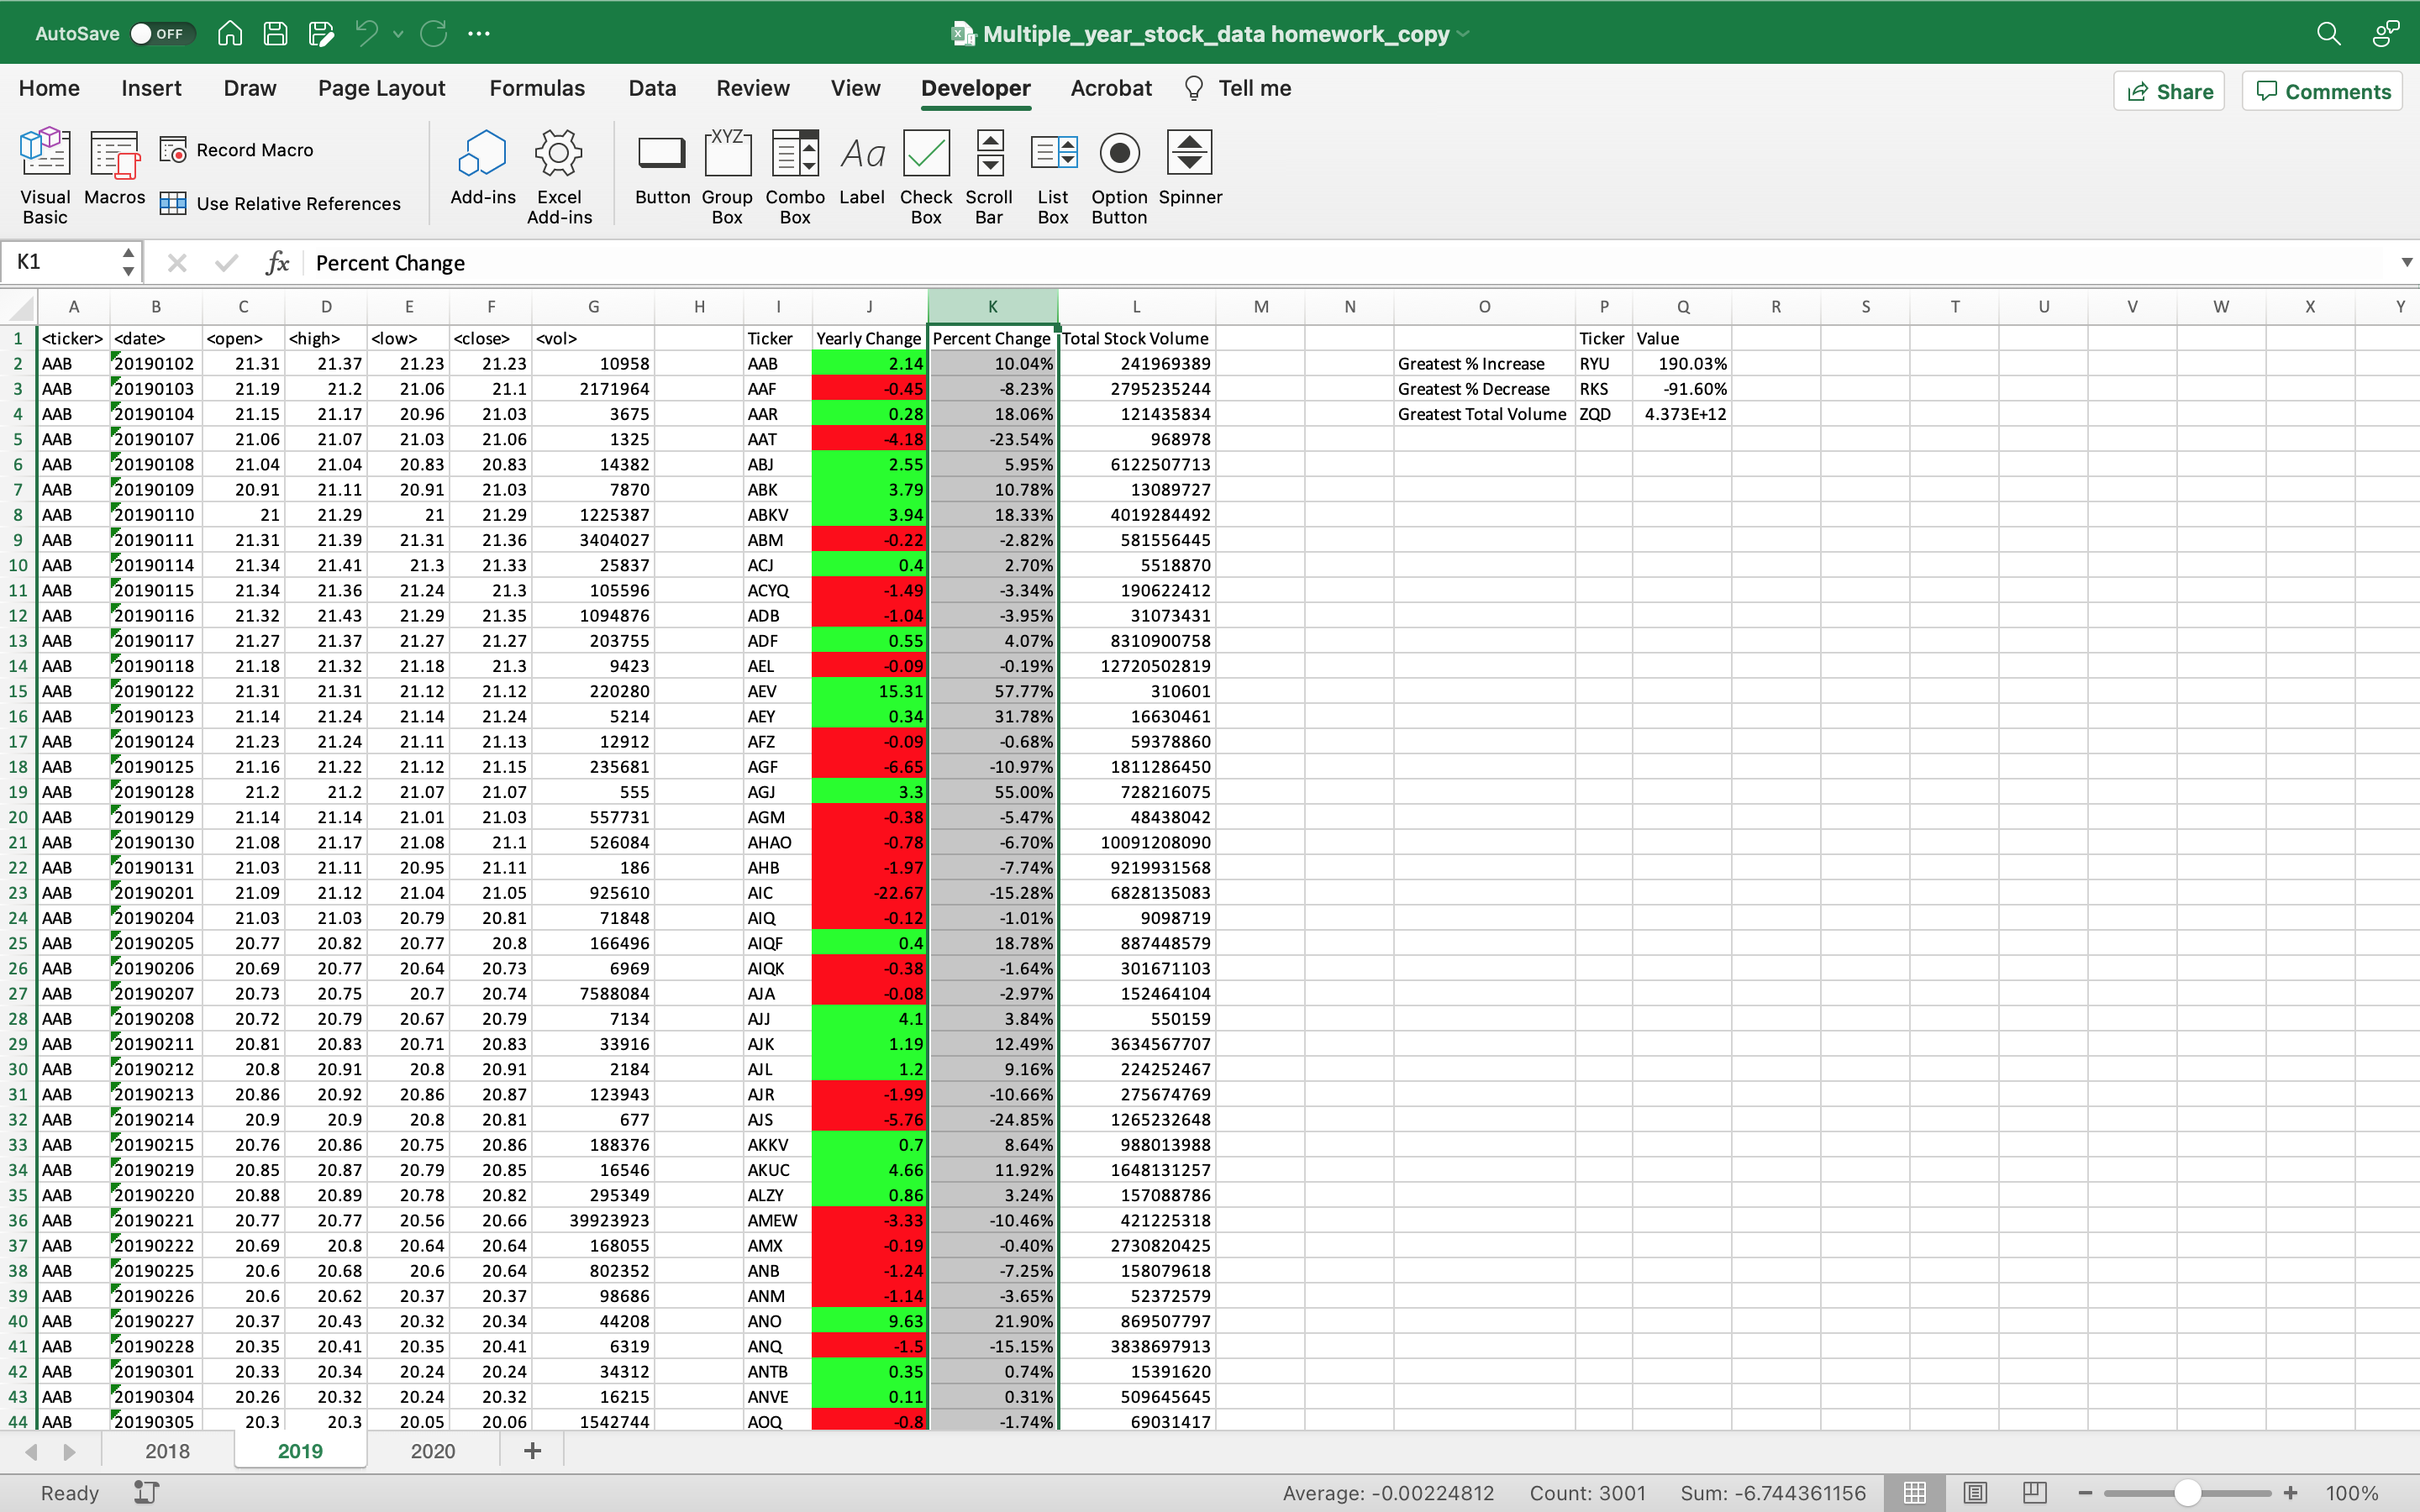 AutoSave OFF Multiple_year_stock_data homework_copy
Home Insert Draw Page Layout Formulas Data Review View Developer Acrobat Tell me Share Comments
Visual Basic Macros Record Macro Use Relative References Add-ins Excel Add-ins Button XYZ Group Box Combo Box Aa Label Check Box Scroll Bar List Box Option Button Spinner
K1 fx Percent Change
A B C D E F G H I J K L M N O P Q R S T U V W X Y
1 <ticker> <date> <open> <high> <low> <close> <vol> Ticker Yearly Change Percent Change Total Stock Volume Ticker Value
2 AAB 20190102 21.31 21.37 21.23 21.23 10958 AAB 2.14 10.04% 241969389 Greatest % Increase RYU 190.03%
3 AAB 20190103 21.19 21.2 21.06 21.1 2171964 AAF -0.45 -8.23% 2795235244 Greatest % Decrease RKS -91.60%
4 AAB 20190104 21.15 21.17 20.96 21.03 3675 AAR 0.28 18.06% 121435834 Greatest Total Volume ZQD 4.373E+12
5 AAB 20190107 21.06 21.07 21.03 21.06 1325 AAT -4.18 -23.54% 968978
6 AAB 20190108 21.04 21.04 20.83 20.83 14382 ABJ 2.55 5.95% 6122507713
7 AAB 20190109 20.91 21.11 20.91 21.03 7870 ABK 3.79 10.78% 13089727
8 AAB 20190110 21 21.29 21 21.29 1225387 ABKV 3.94 18.33% 4019284492
9 AAB 20190111 21.31 21.39 21.31 21.36 3404027 ABM -0.22 -2.82% 581556445
10 AAB 20190114 21.34 21.41 21.3 21.33 25837 ACJ 0.4 2.70% 5518870
11 AAB 20190115 21.34 21.36 21.24 21.3 105596 ACYQ -1.49 -3.34% 190622412
12 AAB 20190116 21.32 21.43 21.29 21.35 1094876 ADB -1.04 -3.95% 31073431
13 AAB 20190117 21.27 21.37 21.27 21.27 203755 ADF 0.55 4.07% 8310900758
14 AAB 20190118 21.18 21.32 21.18 21.3 9423 AEL -0.09 -0.19% 12720502819
15 AAB 20190122 21.31 21.31 21.12 21.12 220280 AEV 15.31 57.77% 310601
16 AAB 20190123 21.14 21.24 21.14 21.24 5214 AEY 0.34 31.78% 16630461
17 AAB 20190124 21.23 21.24 21.11 21.13 12912 AFZ -0.09 -0.68% 59378860
18 AAB 20190125 21.16 21.22 21.12 21.15 235681 AGF -6.65 -10.97% 1811286450
19 AAB 20190128 21.2 21.2 21.07 21.07 555 AGJ 3.3 55.00% 728216075
20 AAB 20190129 21.14 21.14 21.01 21.03 557731 AGM -0.38 -5.47% 48438042
21 AAB 20190130 21.08 21.17 21.08 21.1 526084 AHAO -0.78 -6.70% 10091208090
22 AAB 20190131 21.03 21.11 20.95 21.11 186 AHB -1.97 -7.74% 9219931568
23 AAB 20190201 21.09 21.12 21.04 21.05 925610 AIC -22.67 -15.28% 6828135083
24 AAB 20190204 21.03 21.03 20.79 20.81 71848 AIQ -0.12 -1.01% 9098719
25 AAB 20190205 20.77 20.82 20.77 20.8 166496 AIQF 0.4 18.78% 887448579
26 AAB 20190206 20.69 20.77 20.64 20.73 6969 AIQK -0.38 -1.64% 301671103
27 AAB 20190207 20.73 20.75 20.7 20.74 7588084 AJA -0.08 -2.97% 152464104
28 AAB 20190208 20.72 20.79 20.67 20.79 7134 AJJ 4.1 3.84% 550159
29 AAB 20190211 20.81 20.83 20.71 20.83 33916 AJK 1.19 12.49% 3634567707
30 AAB 20190212 20.8 20.91 20.8 20.91 2184 AJL 1.2 9.16% 224252467
31 AAB 20190213 20.86 20.92 20.86 20.87 123943 AJR -1.99 -10.66% 275674769
32 AAB 20190214 20.9 20.9 20.8 20.81 677 AJS -5.76 -24.85% 1265232648
33 AAB 20190215 20.76 20.86 20.75 20.86 188376 AKKV 0.7 8.64% 988013988
34 AAB 20190219 20.85 20.87 20.79 20.85 16546 AKUC 4.66 11.92% 1648131257
35 AAB 20190220 20.88 20.89 20.78 20.82 295349 ALZY 0.86 3.24% 157088786
36 AAB 20190221 20.77 20.77 20.56 20.66 39923923 AMEW -3.33 -10.46% 421225318
37 AAB 20190222 20.69 20.8 20.64 20.64 168055 AMX -0.19 -0.40% 2730820425
38 AAB 20190225 20.6 20.68 20.6 20.64 802352 ANB -1.24 -7.25% 158079618
39 AAB 20190226 20.6 20.62 20.37 20.37 98686 ANM -1.14 -3.65% 52372579
40 AAB 20190227 20.37 20.43 20.32 20.34 44208 ANO 9.63 21.90% 869507797
41 AAB 20190228 20.35 20.41 20.35 20.41 6319 ANQ -1.5 -15.15% 3838697913
42 AAB 20190301 20.33 20.34 20.24 20.24 34312 ANTB 0.35 0.74% 15391620
43 AAB 20190304 20.26 20.32 20.24 20.32 16215 ANVE 0.11 0.31% 509645645
44 AAB 20190305 20.3 20.3 20.05 20.06 1542744 AOQ -0.8 -1.74% 69031417
2018 2019 2020 +
Ready Average: -0.00224812 Count: 3001 Sum: -6.744361156 100%